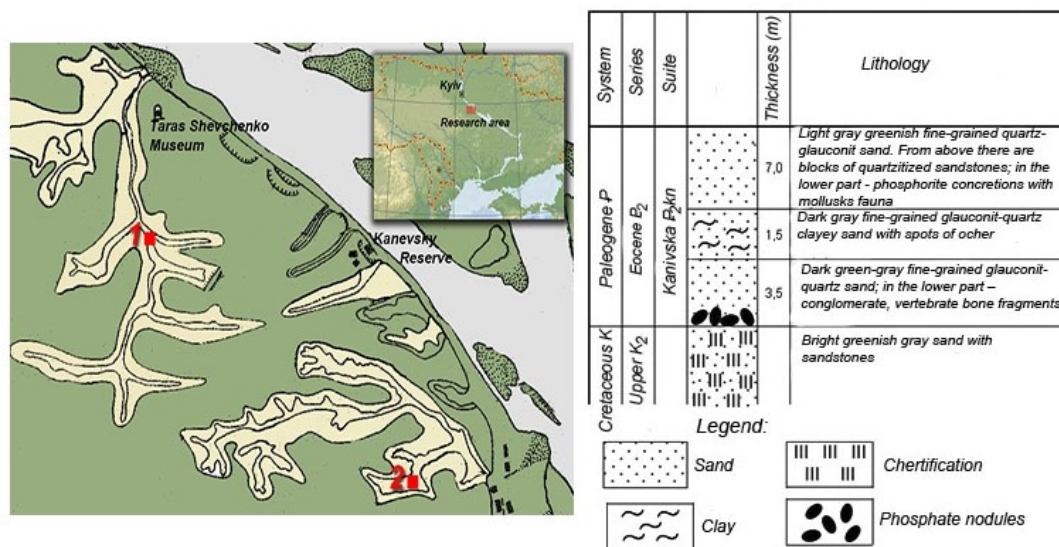 Kyiv
Research area
Taras Shevchenko
Museum
1
Kanevsky
Reserve
2
System
Series
Suite
Thickness (m)
Lithology
Paleogene P
Eocene P2
Kanivska P2kn
7,0
Light gray greenish fine-grained quartz-
glauconit sand. From above there are
blocks of quartzitized sandstones; in the
lower part - phosphorite concretions with
mollusks fauna
1,5
Dark gray fine-grained glauconit-quartz
clayey sand with spots of ocher
3,5
Dark green-gray fine-grained glauconit-
quartz sand; in the lower part –
conglomerate, vertebrate bone fragments
Cretaceous K
Upper K2
Bright greenish gray sand with
sandstones
Legend:
Sand
Chertification
Clay
Phosphate nodules